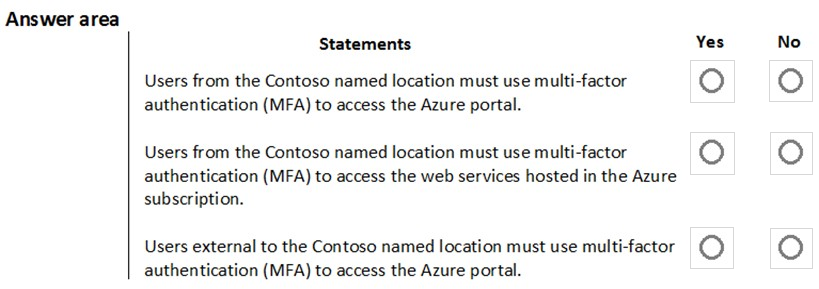 Answer area
Statements Yes No
Users from the Contoso named location must use multi-factor
authentication (MFA) to access the Azure portal.
Users from the Contoso named location must use multi-factor
authentication (MFA) to access the web services hosted in the Azure
subscription.
Users external to the Contoso named location must use multi-factor
authentication (MFA) to access the Azure portal.